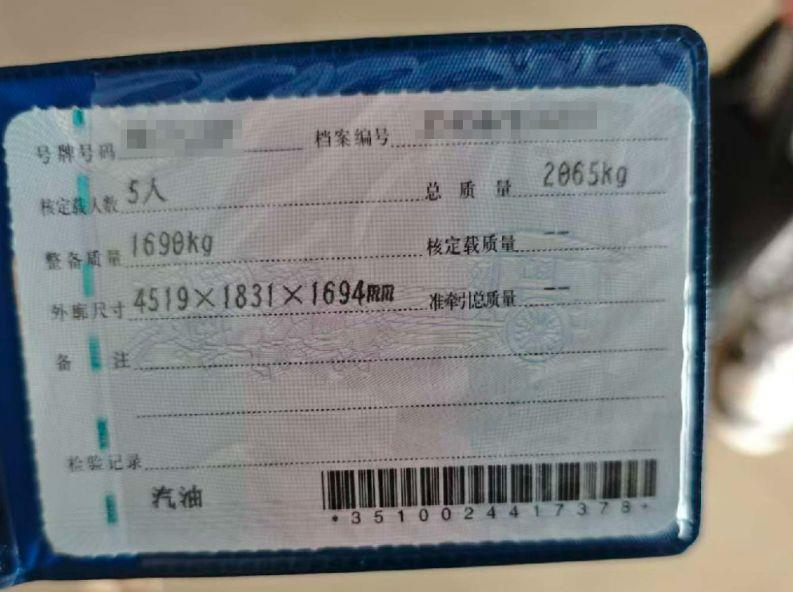 号牌号码 档案编号
核定载人数 5人 总质量 2065kg
整备质量 1690kg 核定载质量 --
外廓尺寸 4519×1831×1694mm 准牵引总质量 --
备注
检验记录
汽油
*3510024417378*